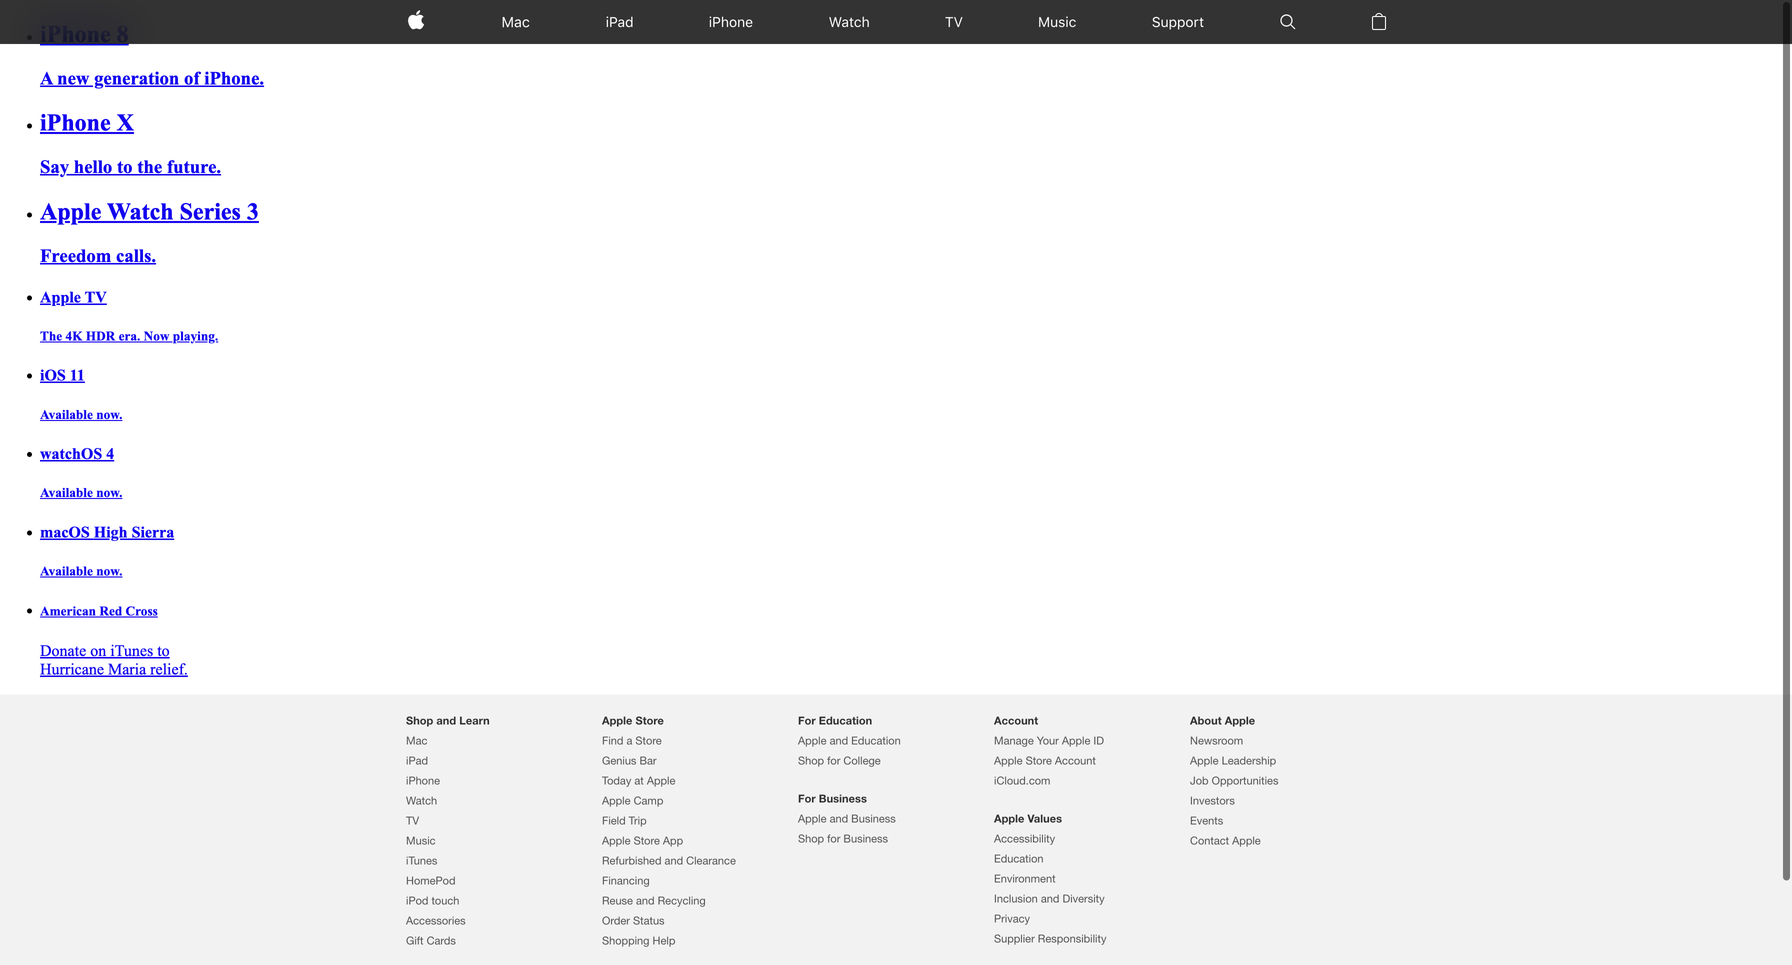 Mac iPad iPhone Watch TV Music Support
iPhone 8
A new generation of iPhone.
iPhone X
Say hello to the future.
Apple Watch Series 3
Freedom calls.
Apple TV
The 4K HDR era. Now playing.
iOS 11
Available now.
watchOS 4
Available now.
macOS High Sierra
Available now.
American Red Cross
Donate on iTunes to
Hurricane Maria relief.
Shop and Learn
Mac
iPad
iPhone
Watch
TV
Music
iTunes
HomePod
iPod touch
Accessories
Gift Cards
Apple Store
Find a Store
Genius Bar
Today at Apple
Apple Camp
Field Trip
Apple Store App
Refurbished and Clearance
Financing
Reuse and Recycling
Order Status
Shopping Help
For Education
Apple and Education
Shop for College
For Business
Apple and Business
Shop for Business
Account
Manage Your Apple ID
Apple Store Account
iCloud.com
Apple Values
Accessibility
Education
Environment
Inclusion and Diversity
Privacy
Supplier Responsibility
About Apple
Newsroom
Apple Leadership
Job Opportunities
Investors
Events
Contact Apple